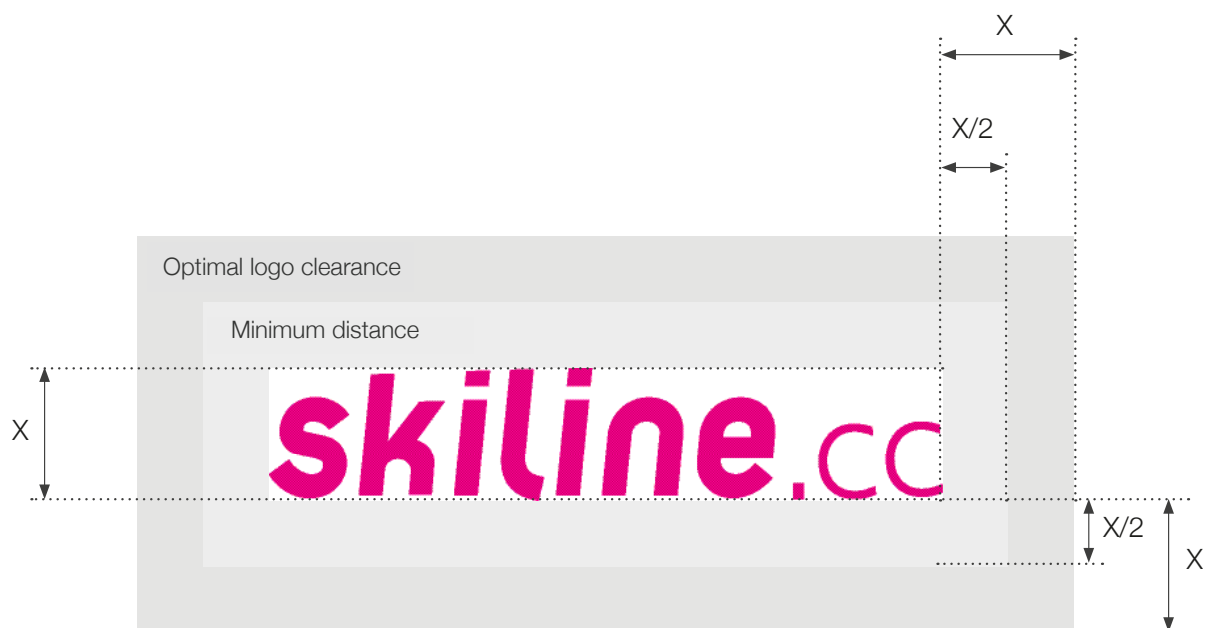 X
X/2
Optimal logo clearance
Minimum distance
X
skiline.cc
X/2
X